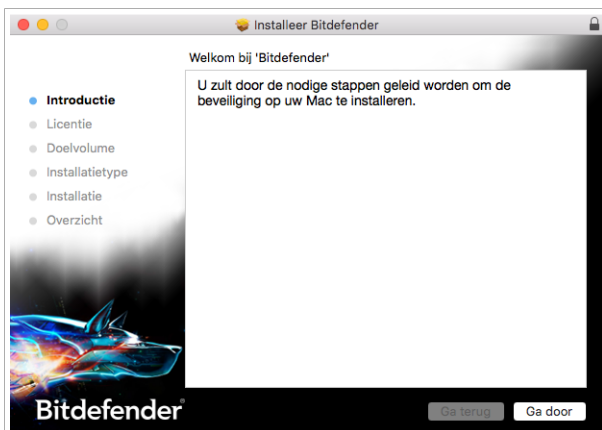 Installeer Bitdefender
Welkom bij 'Bitdefender'
Introductie
Licentie
Doelvolume
Installatietype
Installatie
Overzicht
U zult door de nodige stappen geleid worden om de
beveiliging op uw Mac te installeren.
Bitdefender®
Ga terug
Ga door